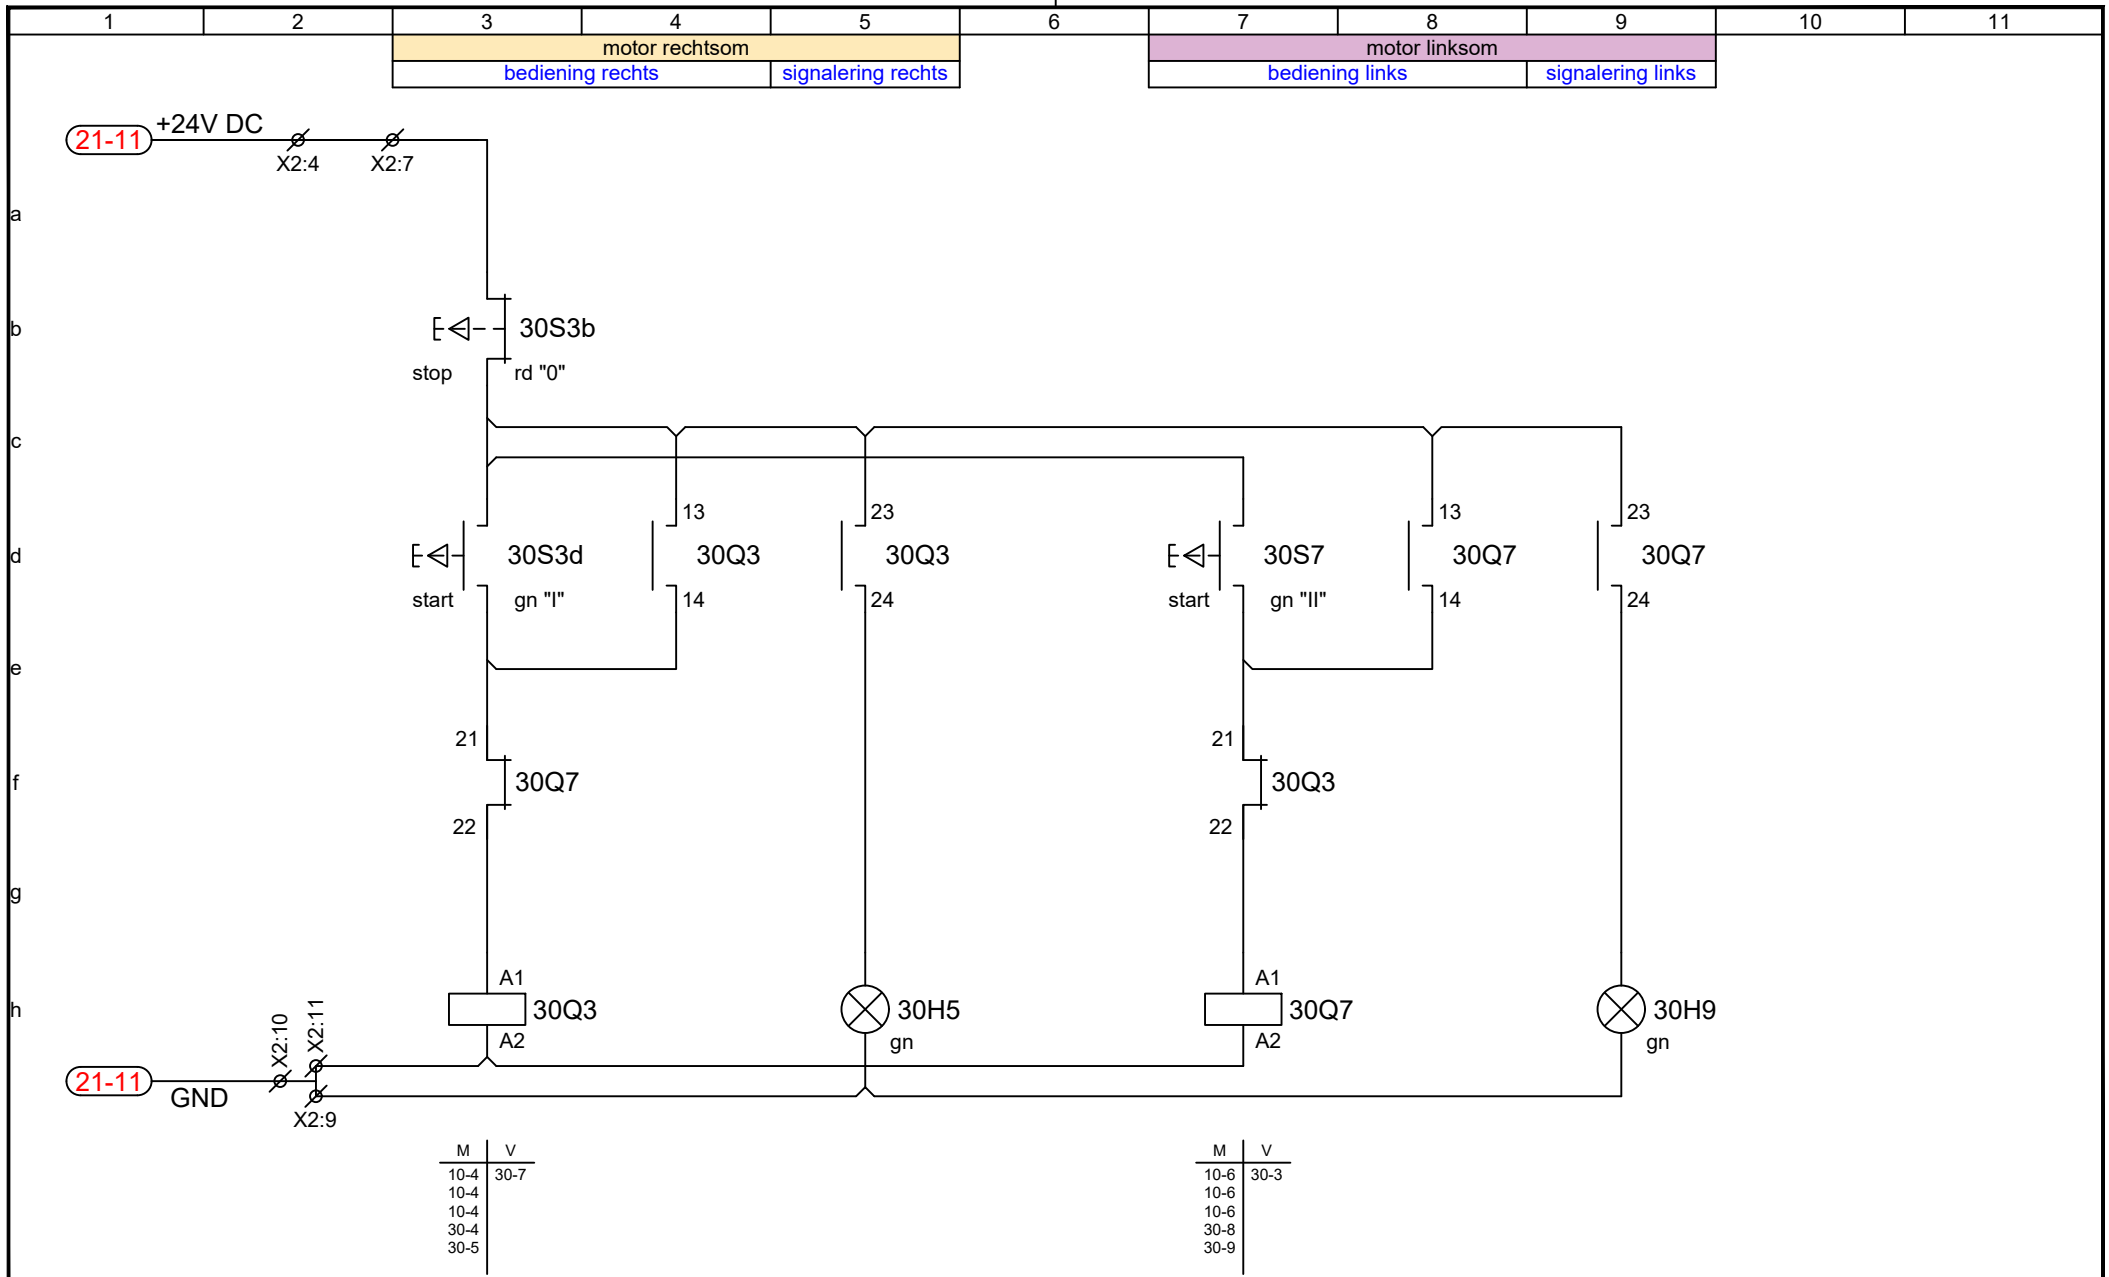 1 2 3 4 5 6 7 8 9 10 11
motor rechtsom motor linksom
bediening rechts signalering rechts bediening links signalering links
21-11 +24V DC
X2:4 X2:7
a
b 30S3b
stop rd "0"
c
13 23 13 23
d 30S3d 30Q3 30Q3 30S7 30Q7 30Q7
start gn "I" 14 24 start gn "II" 14 24
e
21 21
f 30Q7 30Q3
22 22
g
A1 A1
h 30Q3 30H5 30Q7 30H9
A2 gn A2 gn
X2:10 X2:11
21-11 GND
X2:9
M V M V
10-4 30-7 10-6 30-3
10-4 10-6
10-4 10-6
30-4 30-8
30-5 30-9